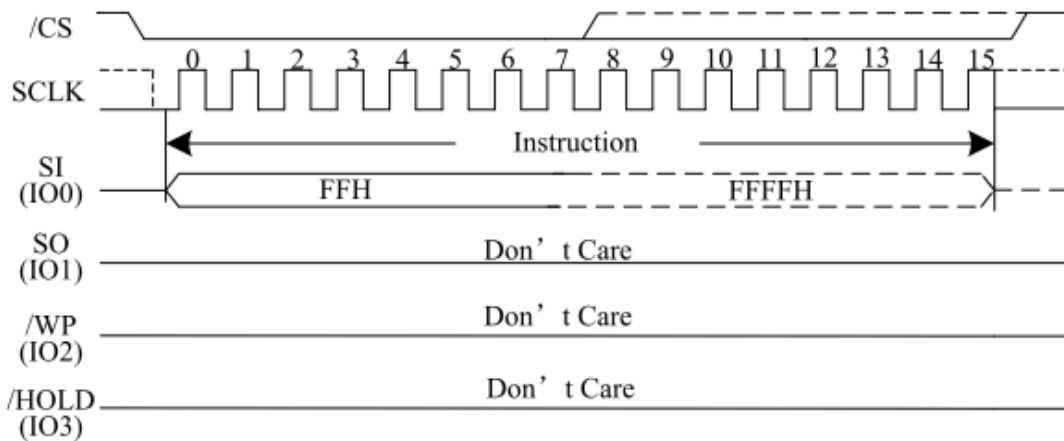 /CS
0 1 2 3 4 5 6 7 8 9 10 11 12 13 14 15
SCLK
Instruction
SI
(IO0)
FFH FFFFH
SO
(IO1)
Don’t Care
/WP
(IO2)
Don’t Care
/HOLD
(IO3)
Don’t Care